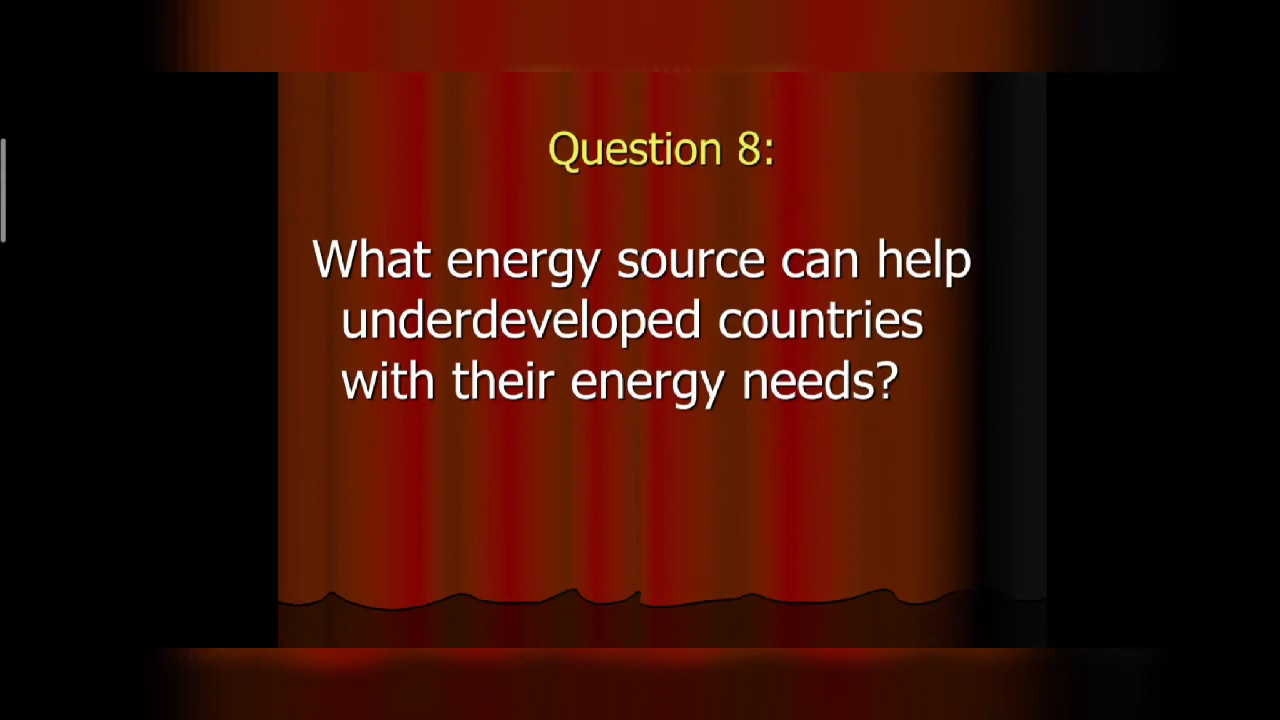 Question 8:
What energy source can help
underdeveloped countries
with their energy needs?